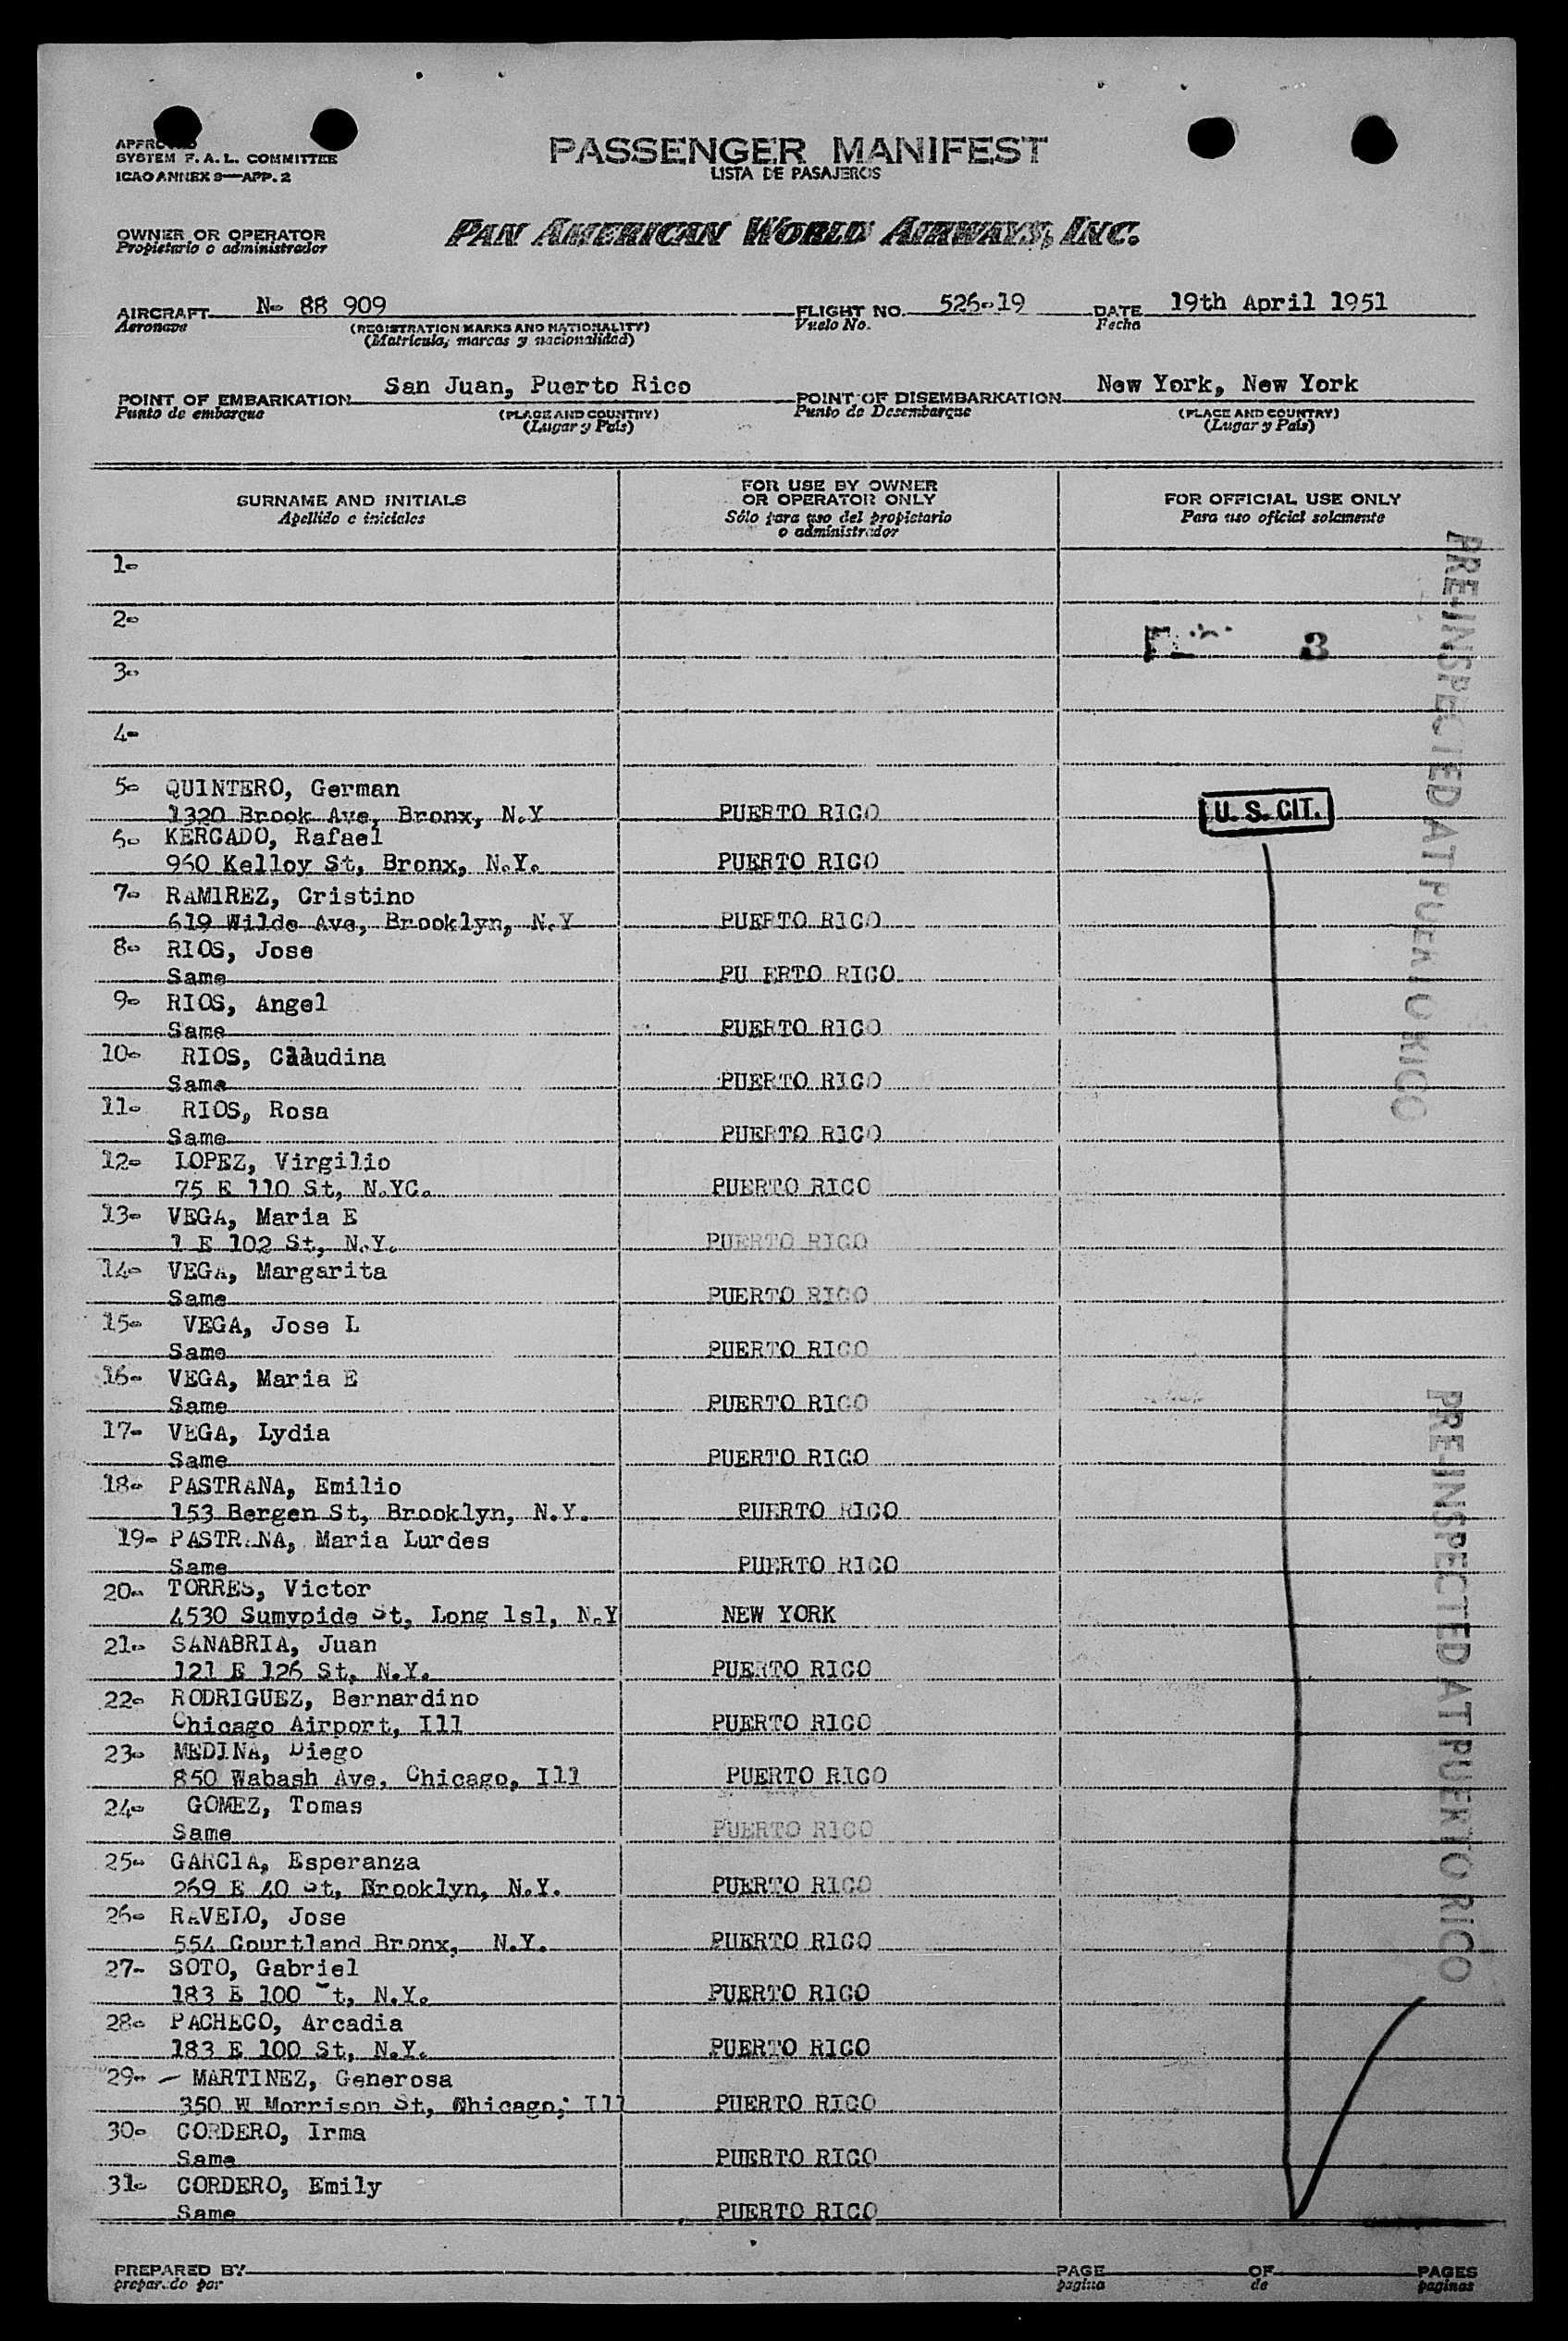 APPROVED
SYSTEM F.A.L. COMMITTEE
ICAO ANNEX 9—APP. 2
PASSENGER MANIFEST
LISTA DE PASAJEROS
OWNER OR OPERATOR
Propietario o administrador
PAN AMERICAN WORLD AIRWAYS, INC.
AIRCRAFT N- 88 909 FLIGHT NO. 526-19 DATE 19th April 1951
Aeronave (REGISTRATION MARKS AND NATIONALITY) Vuelo No. Fecha
(Matricula, marcas y nacionalidad)
POINT OF EMBARKATION San Juan, Puerto Rico POINT OF DISEMBARKATION New York, New York
Punto de embarque (PLACE AND COUNTRY) Punto de Desembarque (PLACE AND COUNTRY)
(Lugar y País) (Lugar y País)
SURNAME AND INITIALS
Apellido e iniciales
FOR USE BY OWNER
OR OPERATOR ONLY
Sólo para uso del propietario
o administrador
FOR OFFICIAL USE ONLY
Para uso oficial solamente
1-
2-
3
3-
4-
5- QUINTERO, German
1320 Brook Ave, Bronx, N.Y PUERTO RICO U. S. CIT.
6- KERCADO, Rafael
960 Kelloy St, Bronx, N.Y. PUERTO RICO
7- RAMIREZ, Cristino
619 Wilde Ave, Brooklyn, N.Y PUERTO RICO
8- RIOS, Jose
Same PU ERTO RICO
9- RIOS, Angel
Same PUERTO RICO
10- RIOS, Claudina
Same PUERTO RICO
11- RIOS, Rosa
Same PUERTO RICO
12- LOPEZ, Virgilio
75 E 110 St, N.YC. PUERTO RICO
13- VEGA, Maria E
1 E 102 St, N.Y. PUERTO RICO
14- VEGA, Margarita
Same PUERTO RICO
15- VEGA, Jose L
Same PUERTO RICO
16- VEGA, Maria E
Same PUERTO RICO
17- VEGA, Lydia
Same PUERTO RICO
18- PASTRANA, Emilio
153 Bergen St, Brooklyn, N.Y. PUERTO RICO
19- PASTRANA, Maria Lurdes
Same PUERTO RICO
20- TORRES, Victor
4530 Sumypide St, Long Isl, N.Y NEW YORK
21- SANABRIA, Juan
121 E 126 St, N.Y. PUERTO RICO
22- RODRIGUEZ, Bernardino
Chicago Airport, Ill PUERTO RICO
23- MEDINA, Diego
850 Wabash Ave, Chicago, Ill PUERTO RICO
24- GOMEZ, Tomas
Same PUERTO RICO
25- GARCIA, Esperanza
269 E 40 St, Brooklyn, N.Y. PUERTO RICO
26- RAVELO, Jose
554 Courtland Bronx, N.Y. PUERTO RICO
27- SOTO, Gabriel
183 E 100 St, N.Y. PUERTO RICO
28- PACHECO, Arcadia
183 E 100 St, N.Y. PUERTO RICO
29- — MARTINEZ, Generosa
350 W Morrison St, Chicago, Ill PUERTO RICO
30- CORDERO, Irma
Same PUERTO RICO
31- CORDERO, Emily
Same PUERTO RICO
PRE-INSPECTED AT PUERTO RICO
PRE-INSPECTED AT PUERTO RICO
PREPARED BY PAGE OF PAGES
preparado por pagina de paginas